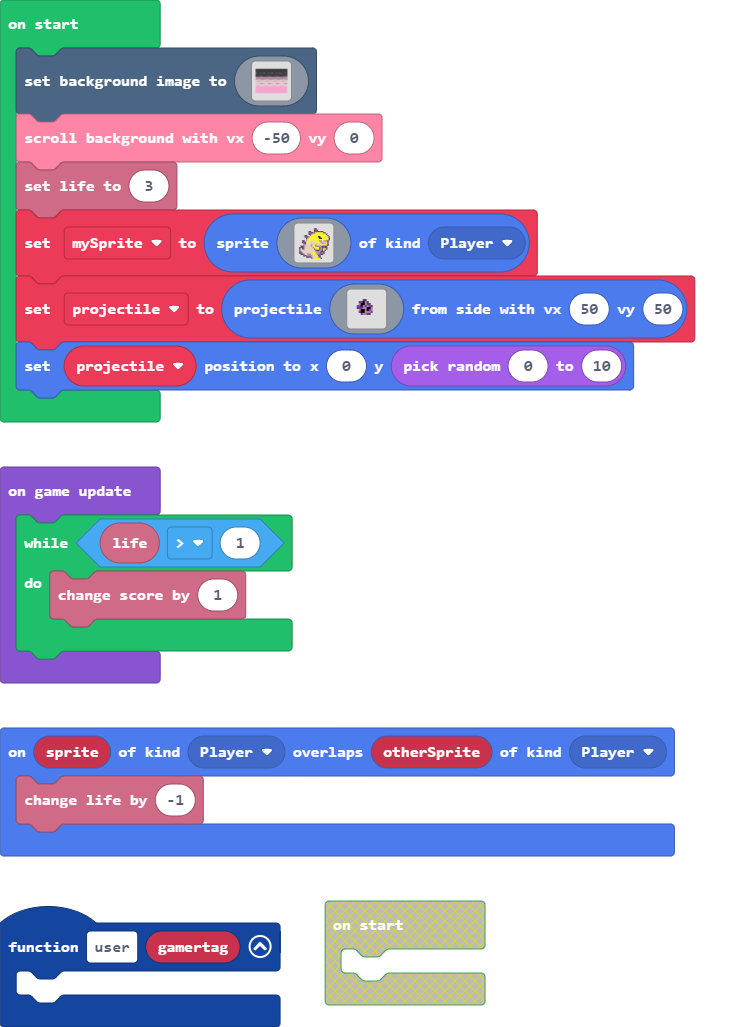 on start
set background image to
scroll background with vx -50 vy 0
set life to 3
set mySprite to sprite of kind Player
set projectile to projectile from side with vx 50 vy 50
set projectile position to x 0 y pick random 0 to 10
on game update
while life > 1
do
change score by 1
on sprite of kind Player overlaps otherSprite of kind Player
change life by -1
function user gamertag
on start